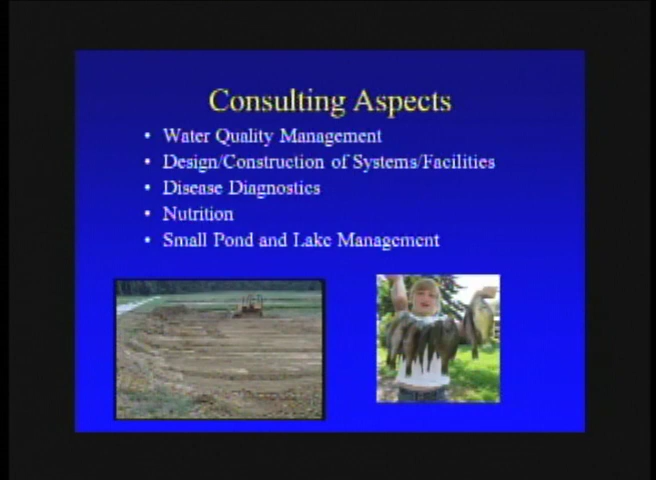 Consulting Aspects
• Water Quality Management
• Design/Construction of Systems/Facilities
• Disease Diagnostics
• Nutrition
• Small Pond and Lake Management